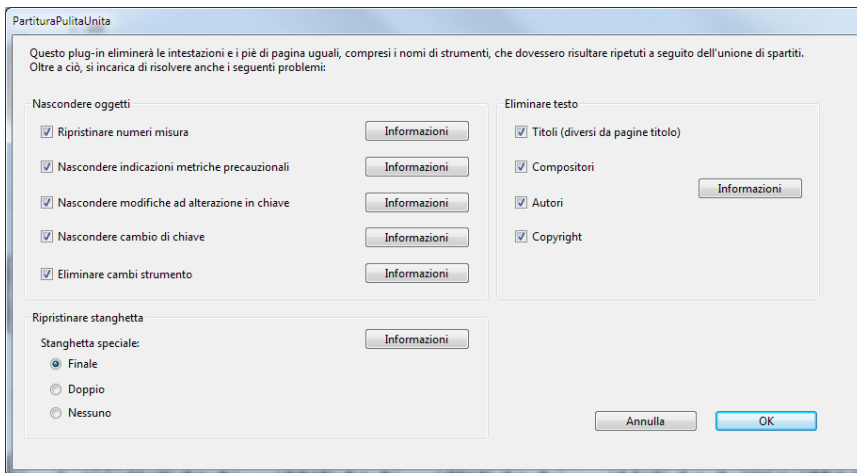 PartituraPulitaUnita
Questo plug-in eliminerà le intestazioni e i piè di pagina uguali, compresi i nomi di strumenti, che dovessero risultare ripetuti a seguito dell'unione di spartiti.
Oltre a ciò, si incarica di risolvere anche i seguenti problemi:
Nascondere oggetti
Ripristinare numeri misura
Informazioni
Nascondere indicazioni metriche precauzionali
Informazioni
Nascondere modifiche ad alterazione in chiave
Informazioni
Nascondere cambio di chiave
Informazioni
Eliminare cambi strumento
Informazioni
Eliminare testo
Titoli (diversi da pagine titolo)
Compositori
Informazioni
Autori
Copyright
Ripristinare stanghetta
Stanghetta speciale:
Informazioni
Finale
Doppio
Nessuno
Annulla
OK